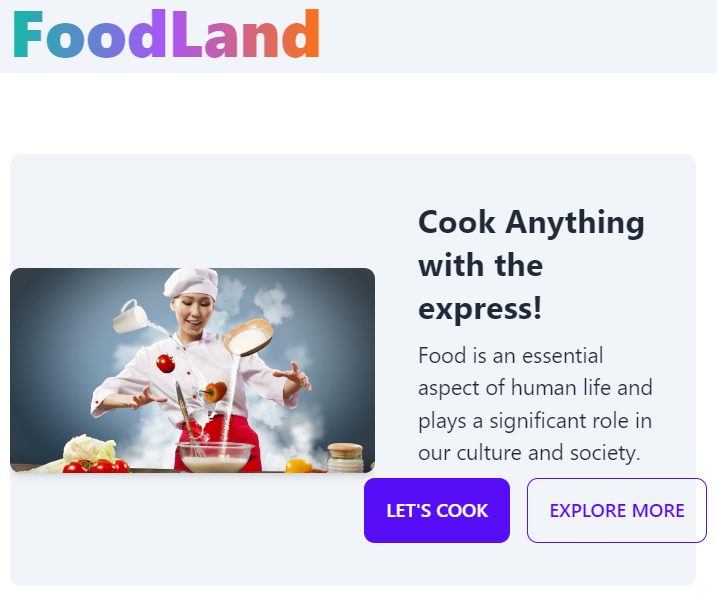 FoodLand
Cook Anything
with the
express!
Food is an essential
aspect of human life and
plays a significant role in
our culture and society.
LET'S COOK
EXPLORE MORE